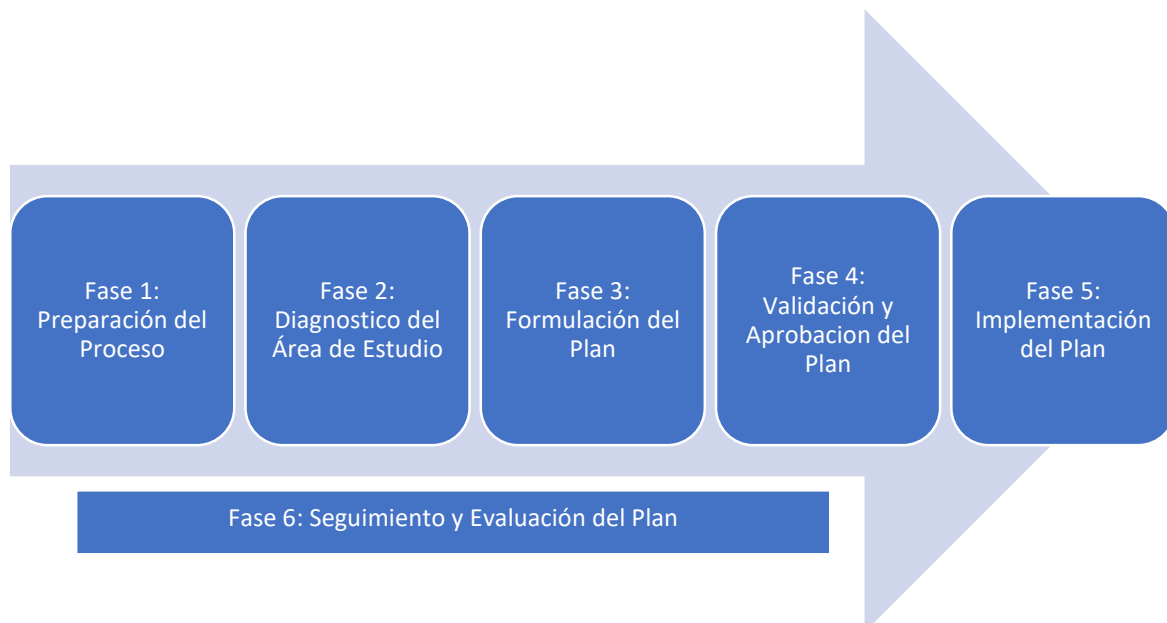 Fase 1:
Preparación del
Proceso
Fase 2:
Diagnostico del
Área de Estudio
Fase 3:
Formulación del
Plan
Fase 4:
Validación y
Aprobacion del
Plan
Fase 5:
Implementación
del Plan
Fase 6: Seguimiento y Evaluación del Plan